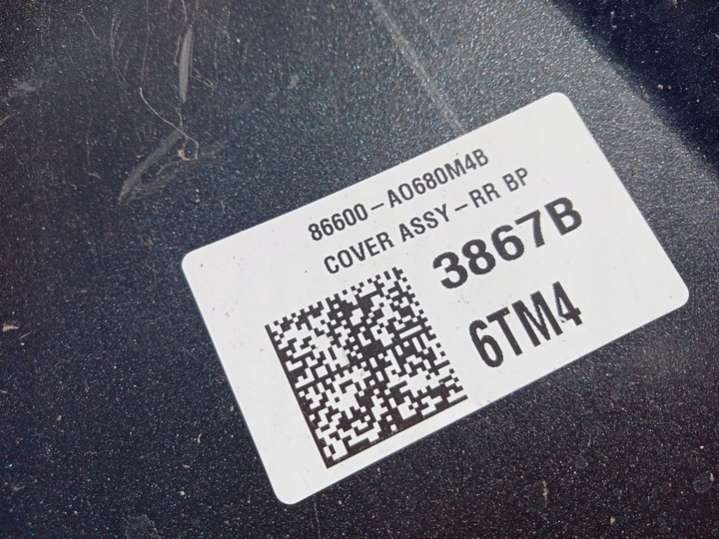 86600-A0680M4B
COVER ASSY-RR BP
3867B
6TM4